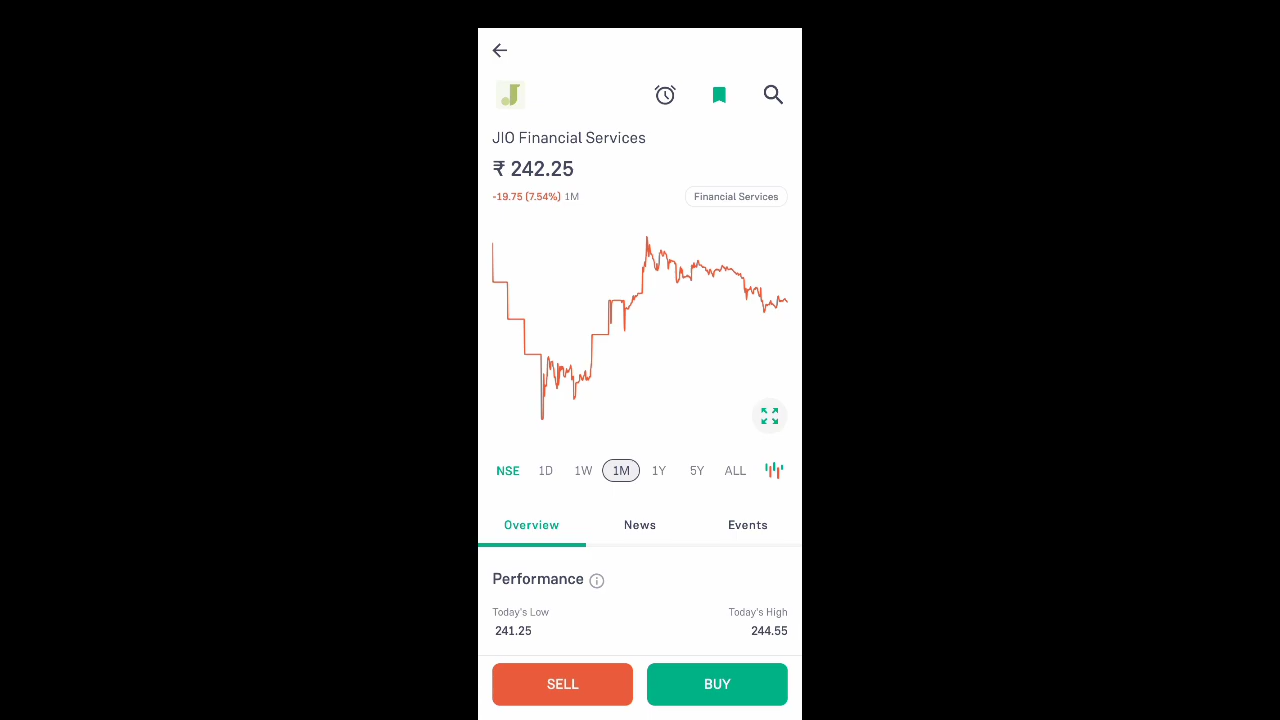 J
JIO Financial Services
₹ 242.25
-19.75 (7.54%) 1M
Financial Services
NSE 1D 1W 1M 1Y 5Y ALL
Overview News Events
Performance
Today's Low Today's High
241.25 244.55
SELL BUY